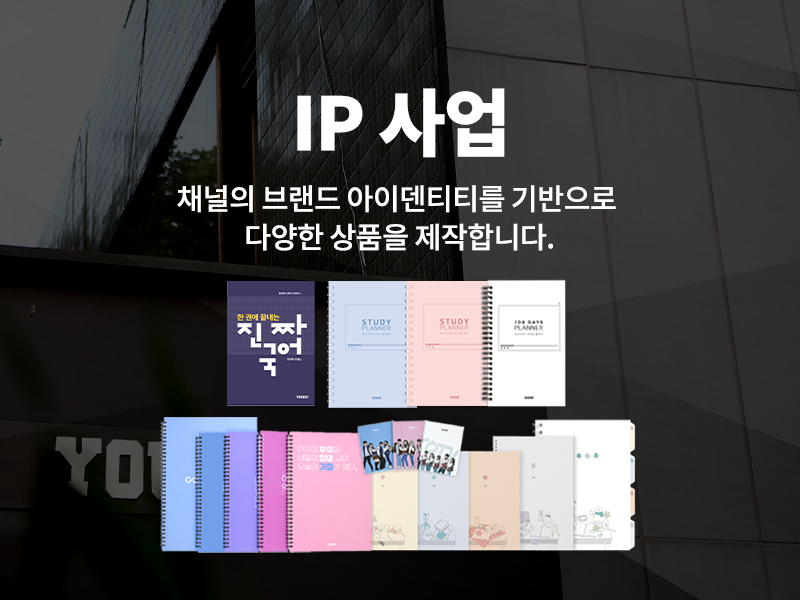 IP 사업
채널의 브랜드 아이덴티티를 기반으로
다양한 상품을 제작합니다.
한 권에 끝내는
진짜
국어
STUDY
PLANNER
STUDY
PLANNER
100 DAYS
PLANNER
YOU